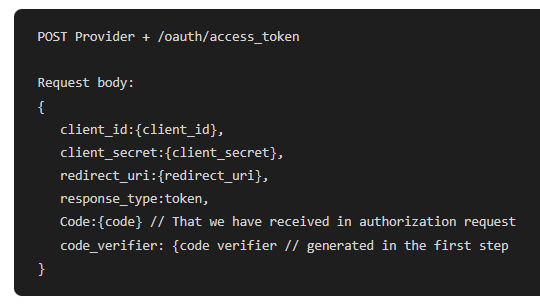 POST Provider + /oauth/access_token
Request body:
{
client_id:{client_id},
client_secret:{client_secret},
redirect_uri:{redirect_uri},
response_type:token,
Code:{code} // That we have received in authorization request
code_verifier: {code verifier // generated in the first step
}